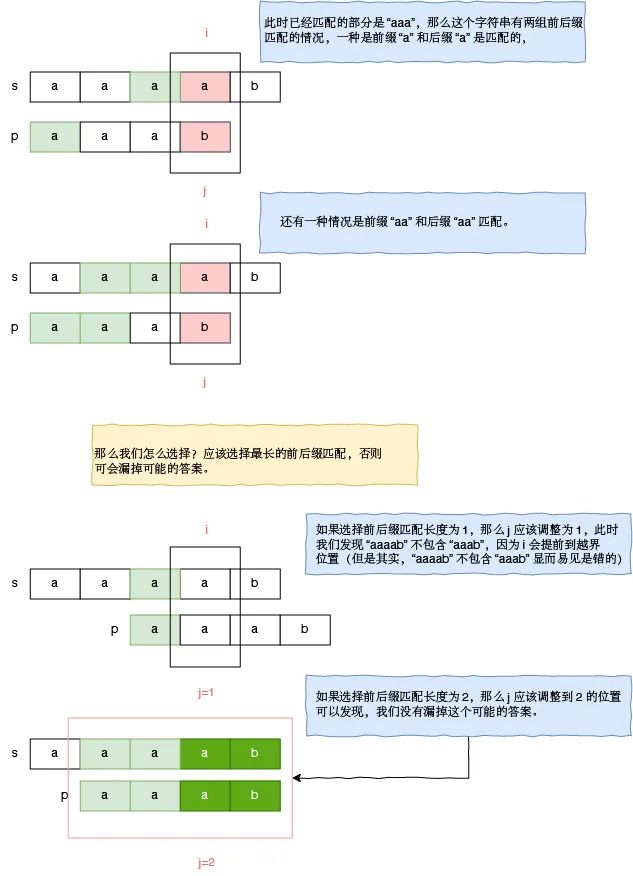 此时已经匹配的部分是“aaa”，那么这个字符串有两组前后缀
匹配的情况，一种是前缀“a”和后缀“a”是匹配的，
i
s a a a a b
p a a a b
j
还有一种情况是前缀“aa”和后缀“aa”匹配。
i
s a a a a b
p a a a b
j
那么我们怎么选择？应该选择最长的前后缀匹配，否则
可会漏掉可能的答案。
如果选择前后缀匹配长度为1，那么 j 应该调整为1，此时
我们发现“aaaab”不包含“aaab”，因为 i 会提前到越界
位置（但是其实，“aaaab”不包含“aaab”显而易见是错的）
i
s a a a a b
p a a a b
j=1
如果选择前后缀匹配长度为2，那么 j 应该调整到 2 的位置
可以发现，我们没有漏掉这个可能的答案。
s a a a a b
p a a a b
j=2